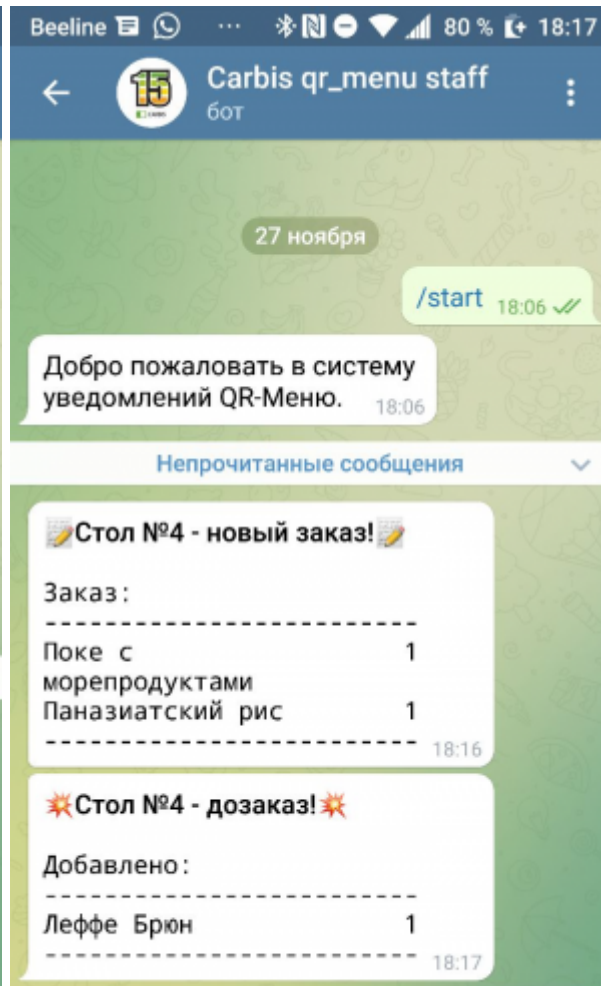 Beeline ... 80 % 18:17
15
Carbis qr_menu staff
бот
27 ноября
/start 18:06
Добро пожаловать в систему
уведомлений QR-Меню. 18:06
Непрочитанные сообщения
📝Стол №4 - новый заказ!📝
Заказ:
-------------------------
Поке с 1
морепродуктами
Паназиатский рис 1
------------------------- 18:16
💥Стол №4 - дозаказ!💥
Добавлено:
-------------------------
Леффе Брюн 1
------------------------- 18:17